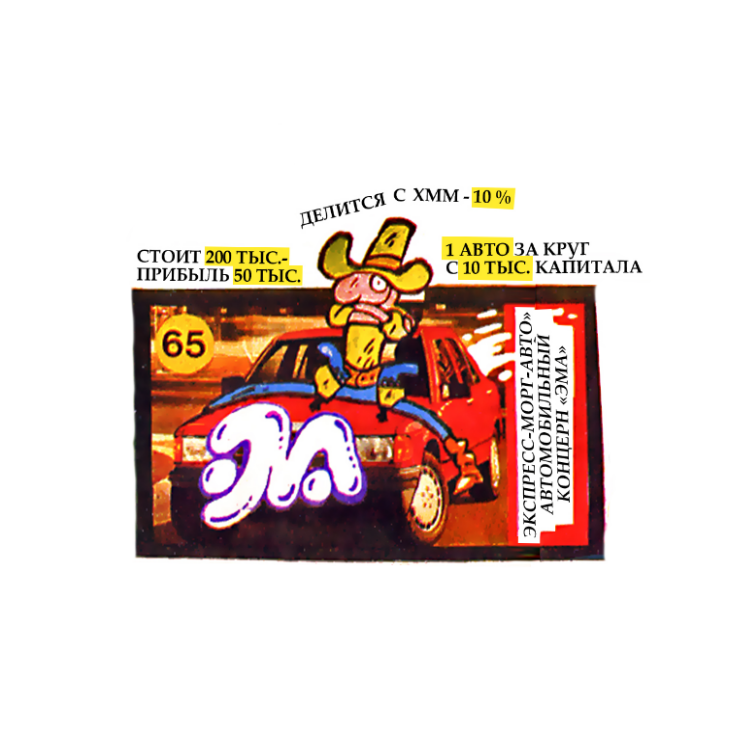 ДЕЛИТСЯ С ХММ - 10 %
СТОИТ 200 ТЫС.-
ПРИБЫЛЬ 50 ТЫС.
1 АВТО ЗА КРУГ
С 10 ТЫС. КАПИТАЛА
65
ЭМА
ЭКСПРЕСС-МОРГ-АВТО»
АВТОМОБИЛЬНЫЙ
КОНЦЕРН «ЭМА»